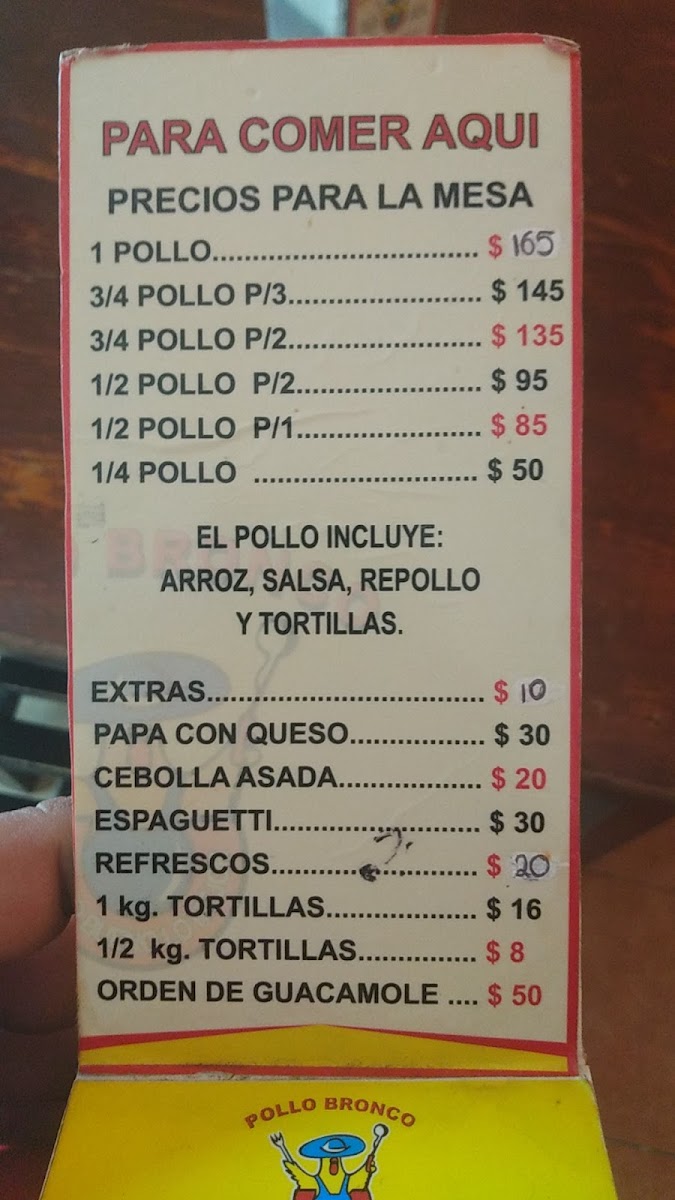 PARA COMER AQUI
PRECIOS PARA LA MESA
1 POLLO................................ $ 165
3/4 POLLO P/3....................... $ 145
3/4 POLLO P/2....................... $ 135
1/2 POLLO P/2...................... $ 95
1/2 POLLO P/1...................... $ 85
1/4 POLLO ........................... $ 50
EL POLLO INCLUYE:
ARROZ, SALSA, REPOLLO
Y TORTILLAS.
EXTRAS................................. $ 10
PAPA CON QUESO................ $ 30
CEBOLLA ASADA................. $ 20
ESPAGUETTI......................... $ 30
REFRESCOS......................... $ 20
1 kg. TORTILLAS.................. $ 16
1/2 kg. TORTILLAS.............. $ 8
ORDEN DE GUACAMOLE .... $ 50
POLLO BRONCO